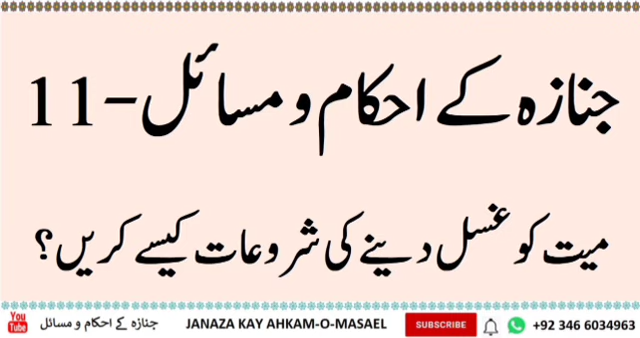 جنازہ کے احکام و مسائل-11
میت کو غسل دینے کی شروعات کیسے کریں؟
You Tube جنازہ کے احکام و مسائل JANAZA KAY AHKAM-O-MASAEL SUBSCRIBE +92 346 6034963